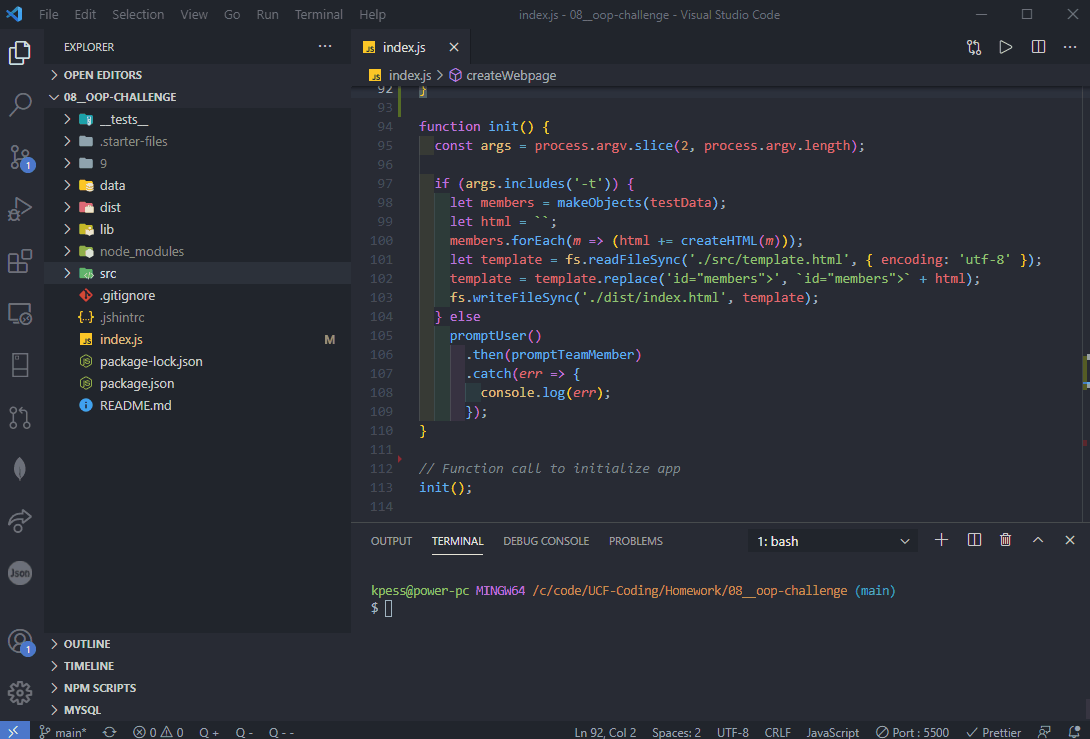 File Edit Selection View Go Run Terminal Help index.js - 08__oop-challenge - Visual Studio Code
EXPLORER ...
OPEN EDITORS
08__OOP-CHALLENGE
__tests__
.starter-files
9
data
dist
lib
node_modules
src
.gitignore
{..} .jshintrc
JS index.js M
package-lock.json
package.json
README.md
OUTLINE
TIMELINE
NPM SCRIPTS
MYSQL
1
Json
1
JS index.js
JS index.js > createWebpage
92 }
93
94 function init() {
95 const args = process.argv.slice(2, process.argv.length);
96
97 if (args.includes('-t')) {
98 let members = makeObjects(testData);
99 let html = ``;
100 members.forEach(m => (html += createHTML(m)));
101 let template = fs.readFileSync('./src/template.html', { encoding: 'utf-8' });
102 template = template.replace('id="members">', `id="members">` + html);
103 fs.writeFileSync('./dist/index.html', template);
104 } else
105 promptUser()
106 .then(promptTeamMember)
107 .catch(err => {
108 console.log(err);
109 });
110 }
111
112 // Function call to initialize app
113 init();
114
OUTPUT TERMINAL DEBUG CONSOLE PROBLEMS 1: bash
kpess@power-pc MINGW64 /c/code/UCF-Coding/Homework/08__oop-challenge (main)
$
main* 0 0 Q + Q - Q - - Ln 92, Col 2 Spaces: 2 UTF-8 CRLF JavaScript Port : 5500 Prettier